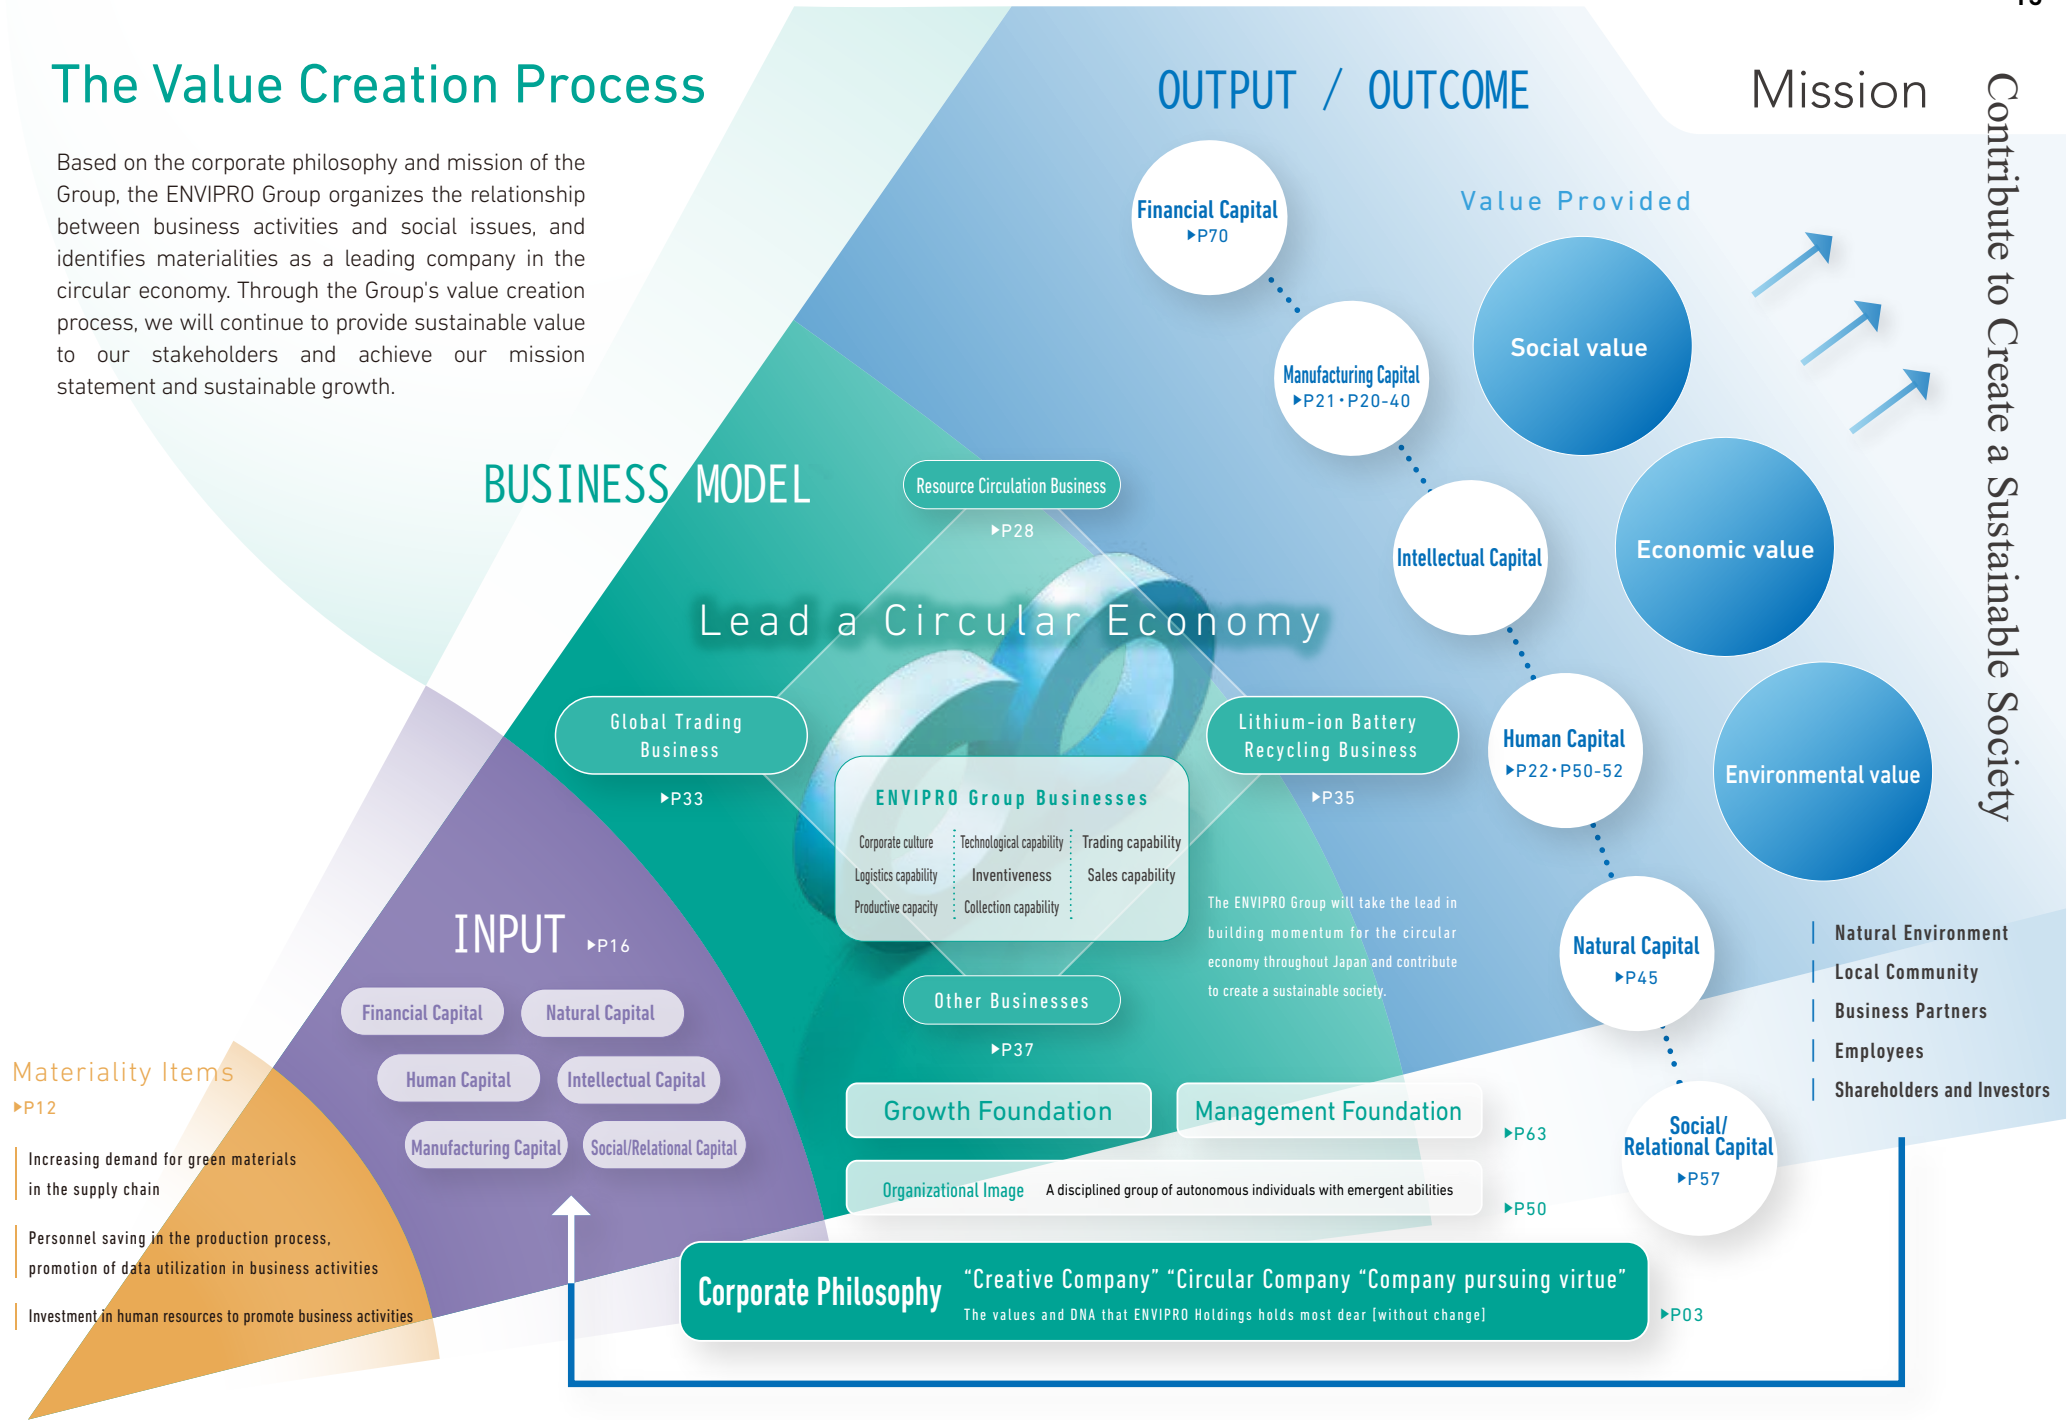 The Value Creation Process
Based on the corporate philosophy and mission of the
Group, the ENVIPRO Group organizes the relationship
between business activities and social issues, and
identifies materialities as a leading company in the
circular economy. Through the Group's value creation
process, we will continue to provide sustainable value
to our stakeholders and achieve our mission
statement and sustainable growth.
OUTPUT / OUTCOME
Mission
Contribute to Create a Sustainable Society
Financial Capital
▶P70
Manufacturing Capital
▶P21・P20-40
Intellectual Capital
Human Capital
▶P22・P50-52
Natural Capital
▶P45
Social/
Relational Capital
▶P57
Value Provided
Social value
Economic value
Environmental value
Natural Environment
Local Community
Business Partners
Employees
Shareholders and Investors
BUSINESS MODEL
Resource Circulation Business
▶P28
Lead a Circular Economy
Global Trading
Business
▶P33
Lithium-ion Battery
Recycling Business
▶P35
ENVIPRO Group Businesses
Corporate culture
Logistics capability
Productive capacity
Technological capability
Inventiveness
Collection capability
Trading capability
Sales capability
The ENVIPRO Group will take the lead in
building momentum for the circular
economy throughout Japan and contribute
to create a sustainable society.
Other Businesses
▶P37
Growth Foundation
Management Foundation
▶P63
Organizational Image A disciplined group of autonomous individuals with emergent abilities
▶P50
Corporate Philosophy
“Creative Company” “Circular Company “Company pursuing virtue”
The values and DNA that ENVIPRO Holdings holds most dear [without change]
▶P03
INPUT ▶P16
Financial Capital
Natural Capital
Human Capital
Intellectual Capital
Manufacturing Capital
Social/Relational Capital
Materiality Items
▶P12
Increasing demand for green materials
in the supply chain
Personnel saving in the production process,
promotion of data utilization in business activities
Investment in human resources to promote business activities